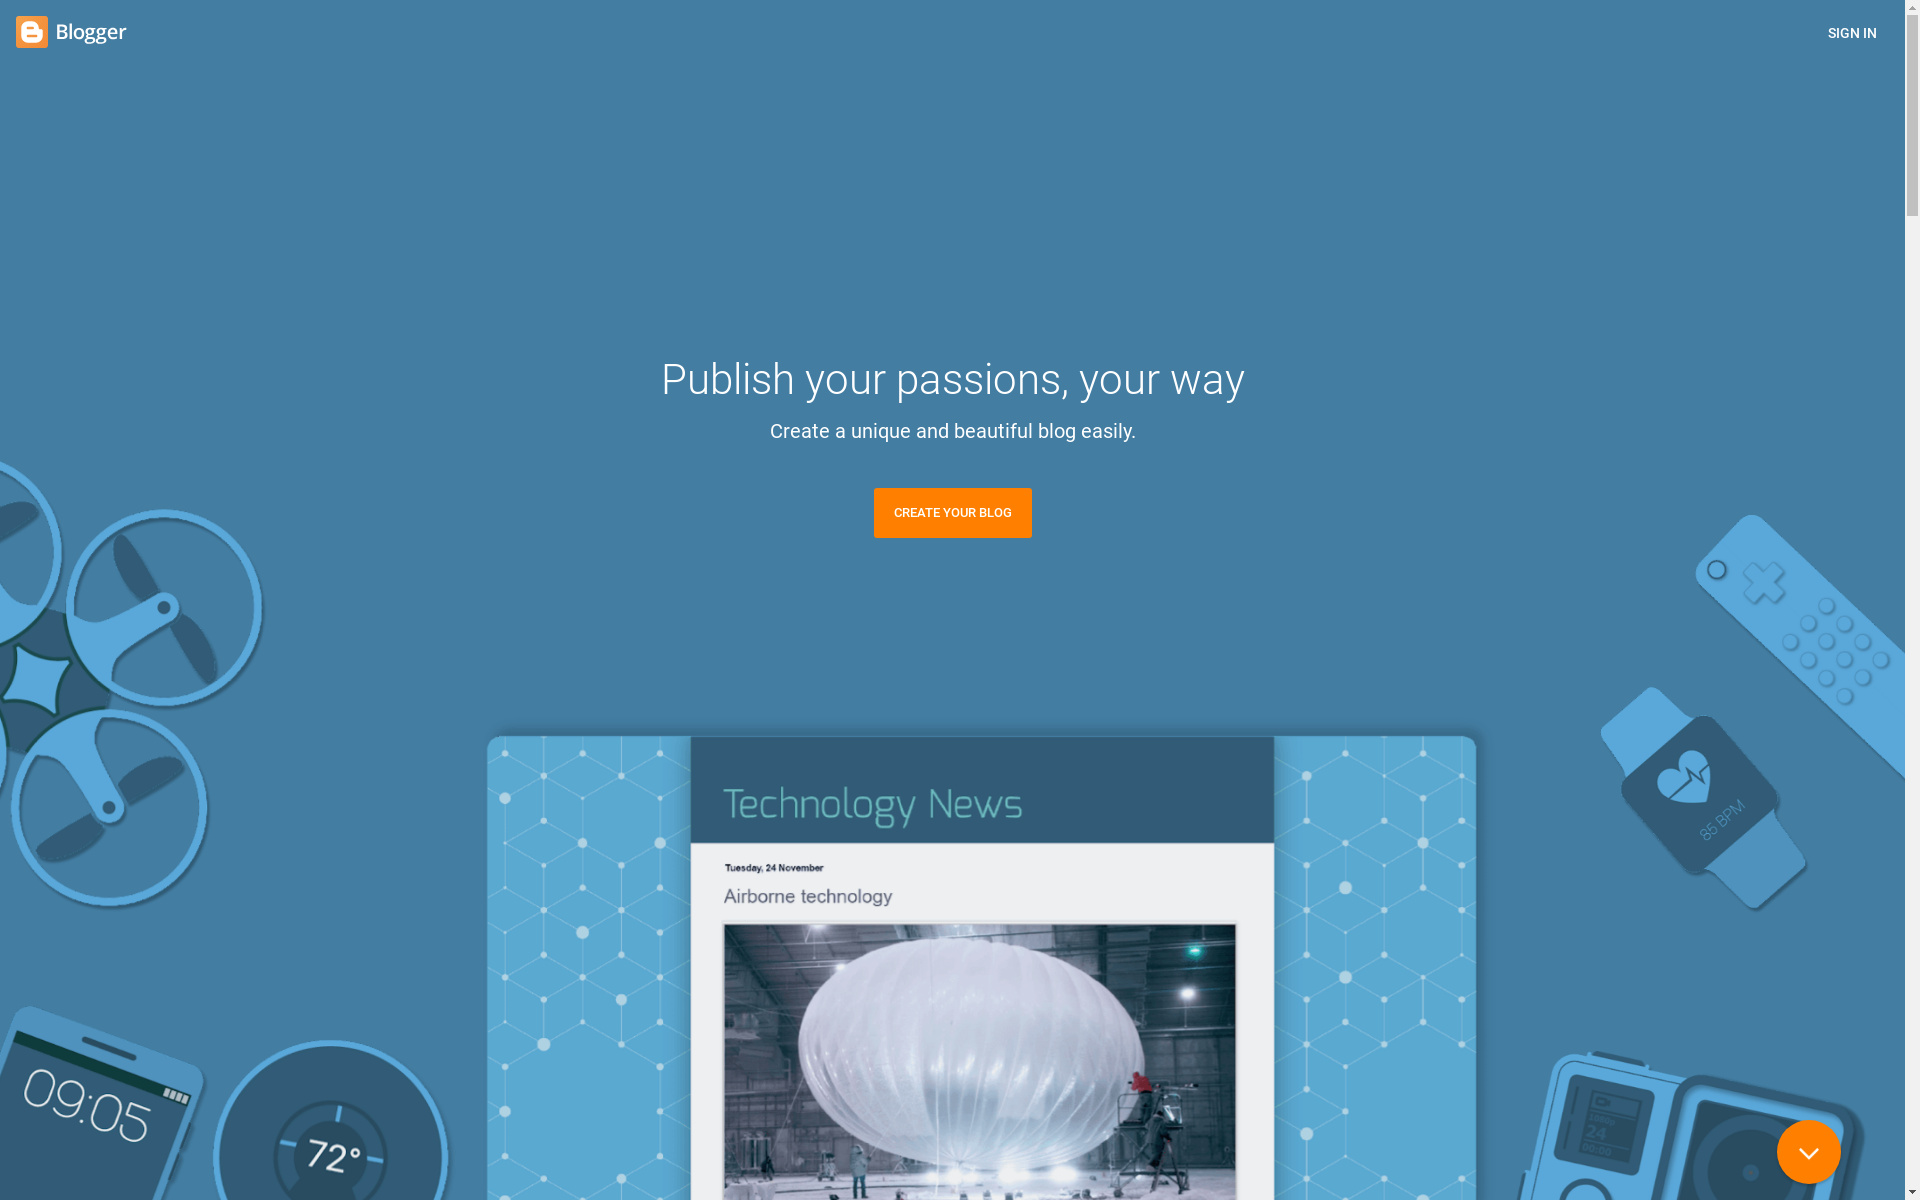 Blogger
SIGN IN
Publish your passions, your way
Create a unique and beautiful blog easily.
CREATE YOUR BLOG
Technology News
Tuesday, 24 November
Airborne technology
85 BPM
09:05
72°
24